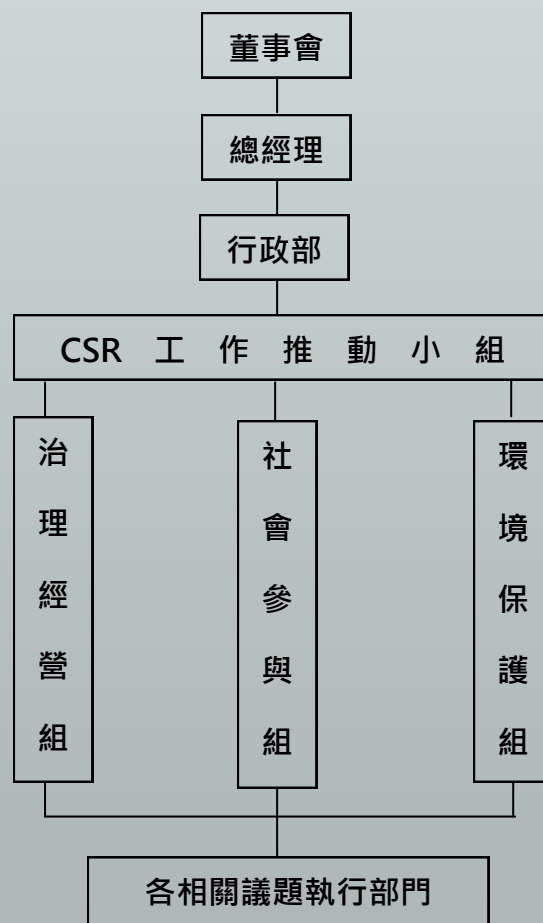 董事會
總經理
行政部
CSR 工作推動小組
治理經營組
社會參與組
環境保護組
各相關議題執行部門